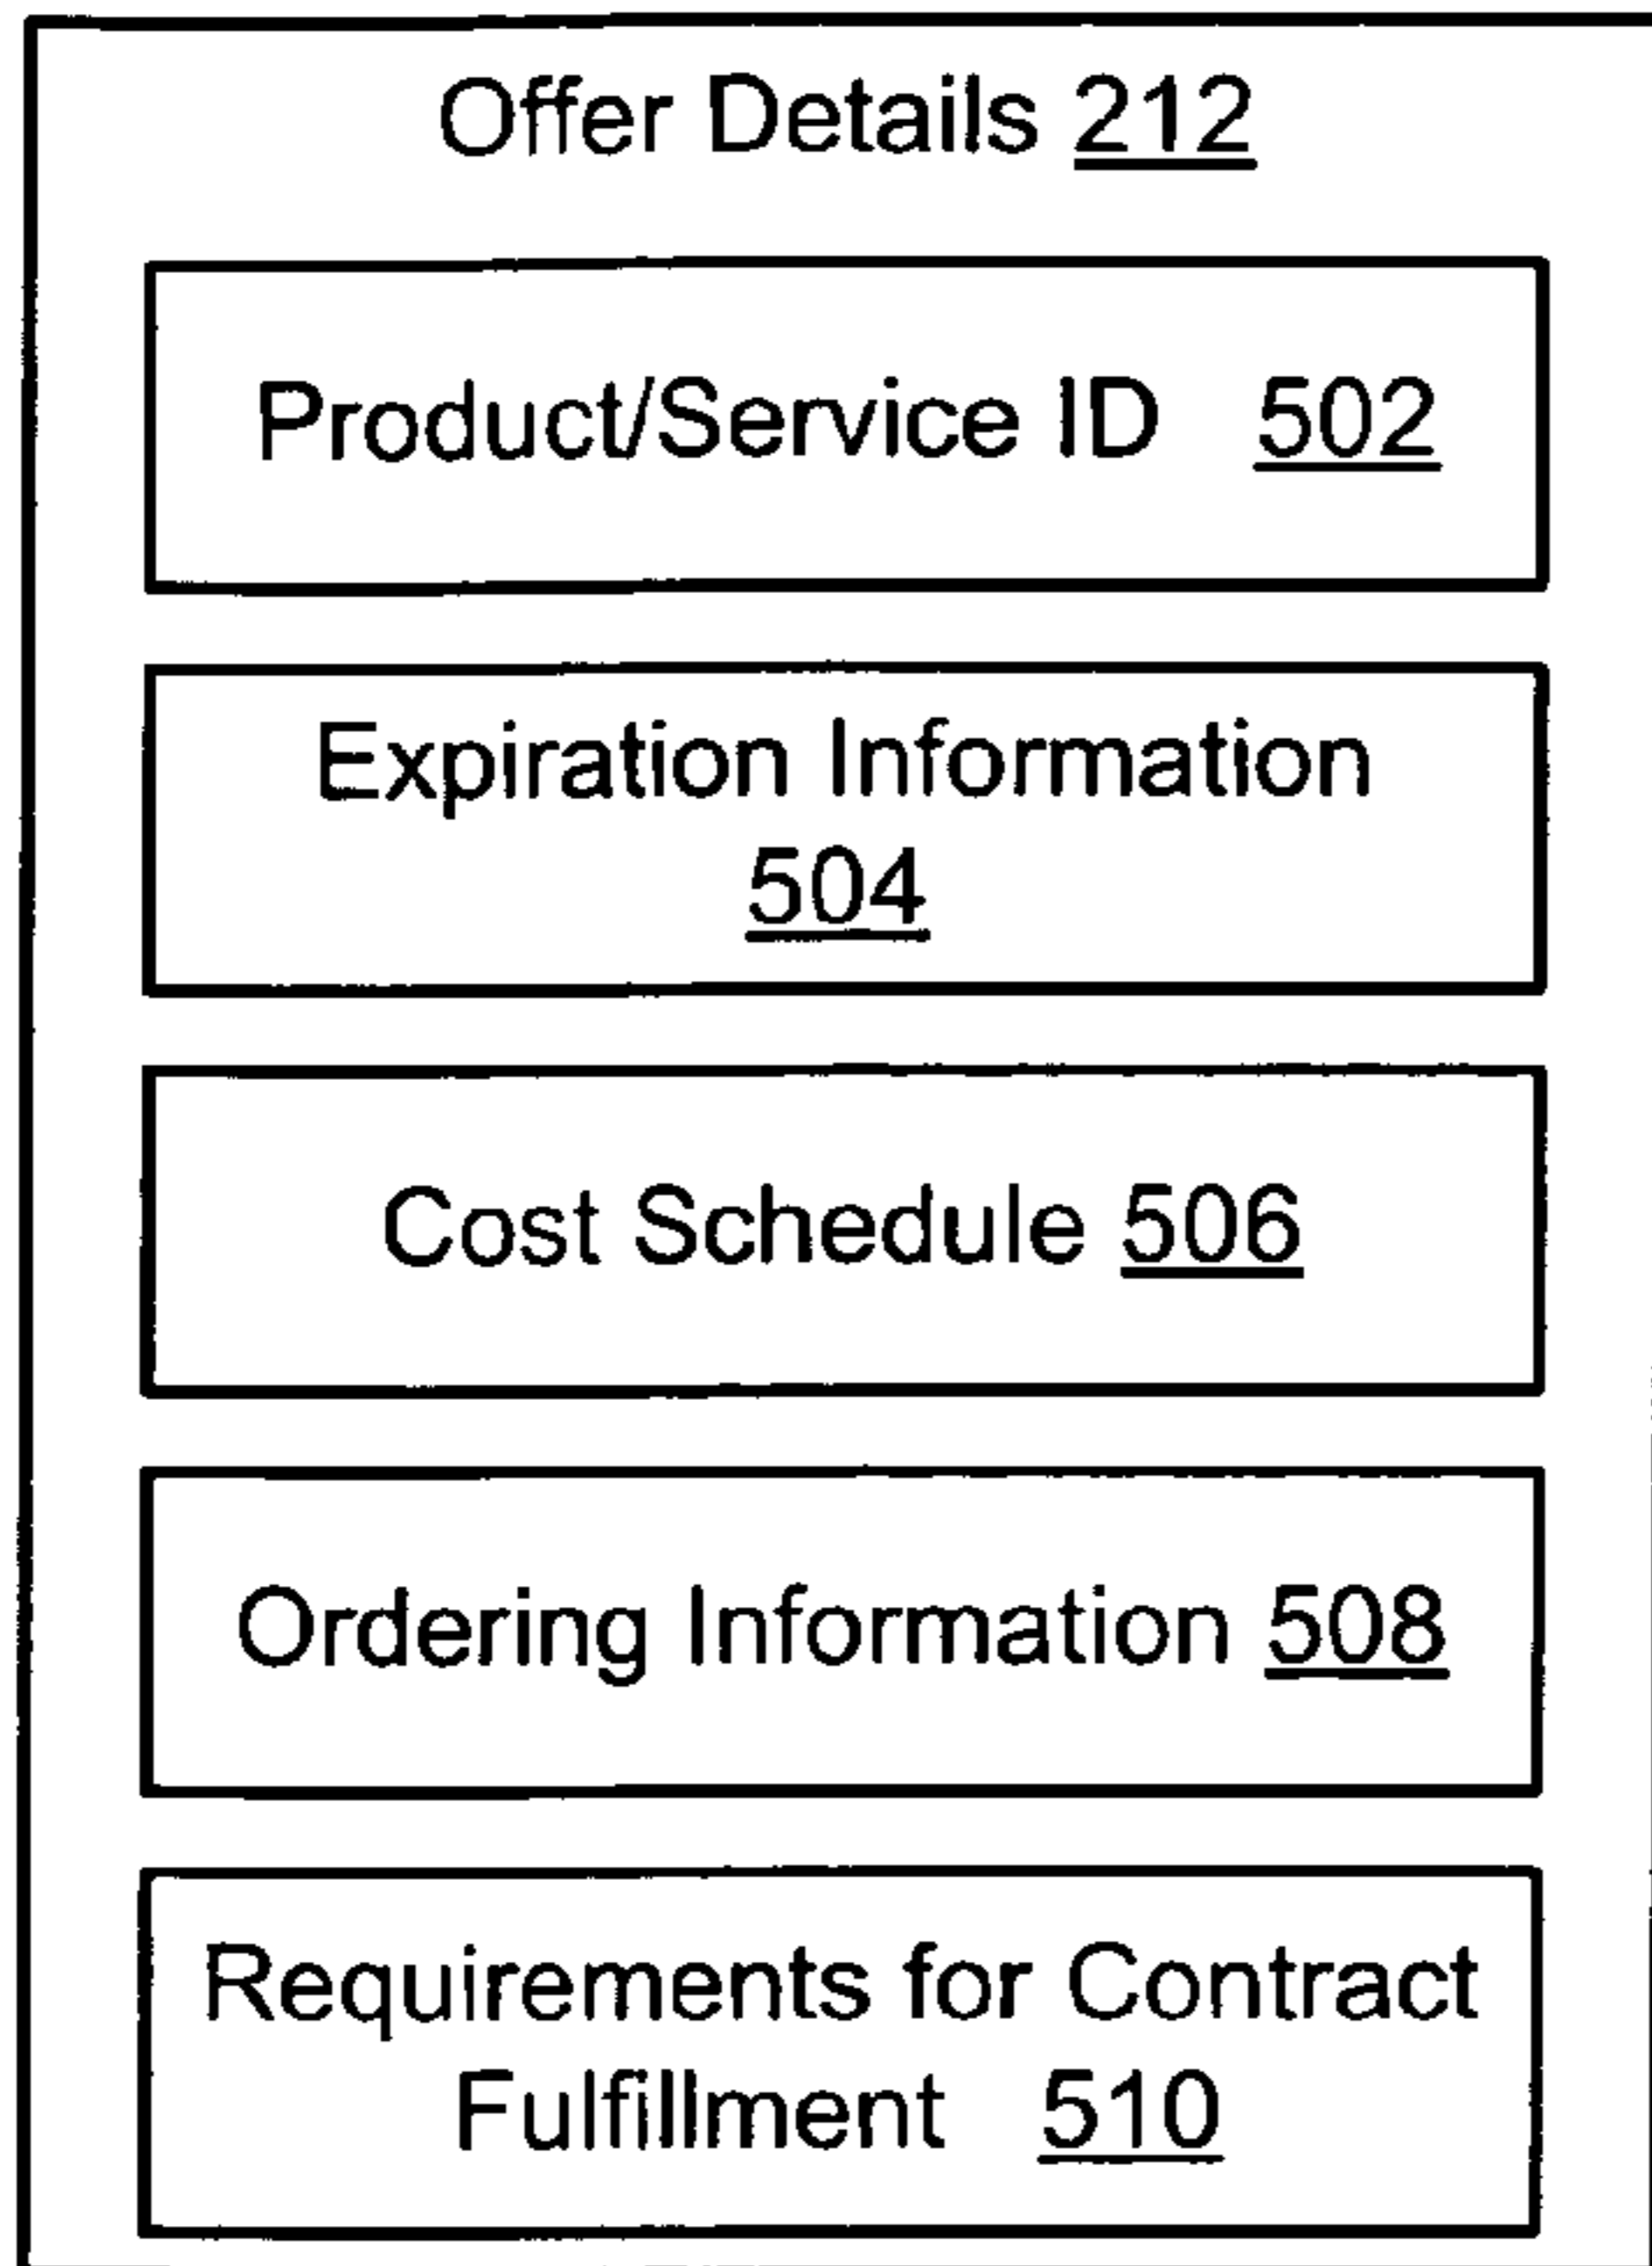 Offer Details 212
Product/Service ID 502
Expiration Information
504
Cost Schedule 506
Ordering Information 508
Requirements for Contract
Fulfillment 510